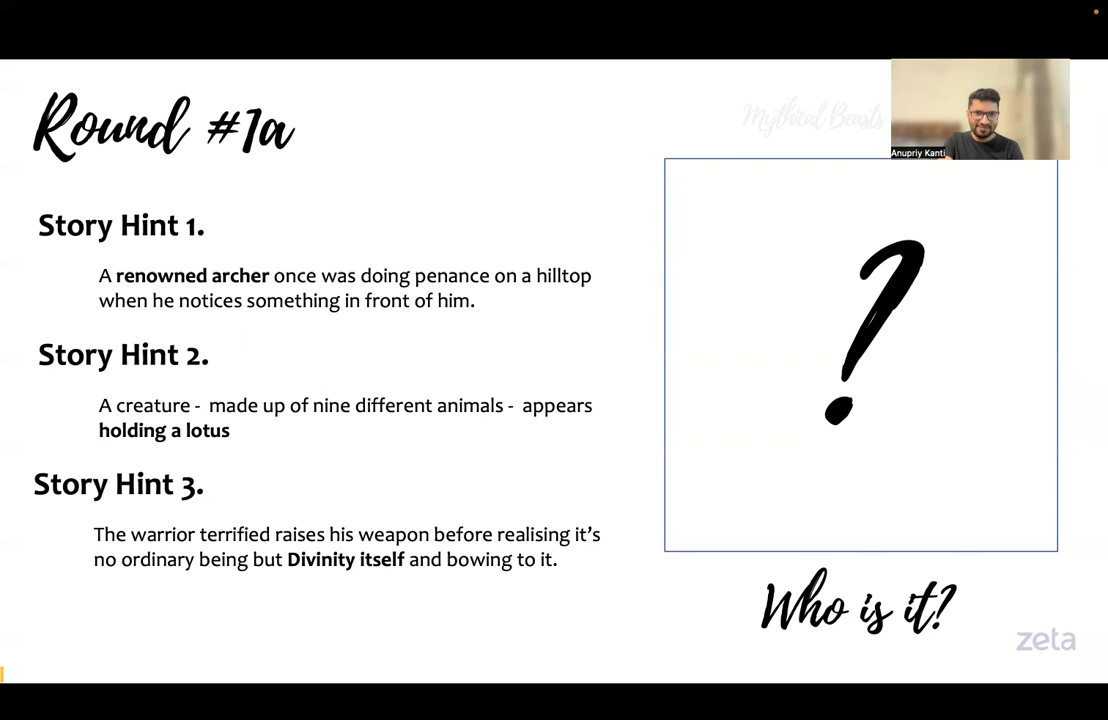 Mythical Beasts
Anupriy Kanti
Round #1a
Story Hint 1.
A renowned archer once was doing penance on a hilltop
when he notices something in front of him.
Story Hint 2.
A creature - made up of nine different animals - appears
holding a lotus
Story Hint 3.
The warrior terrified raises his weapon before realising it's
no ordinary being but Divinity itself and bowing to it.
?
Who is it?
zeta